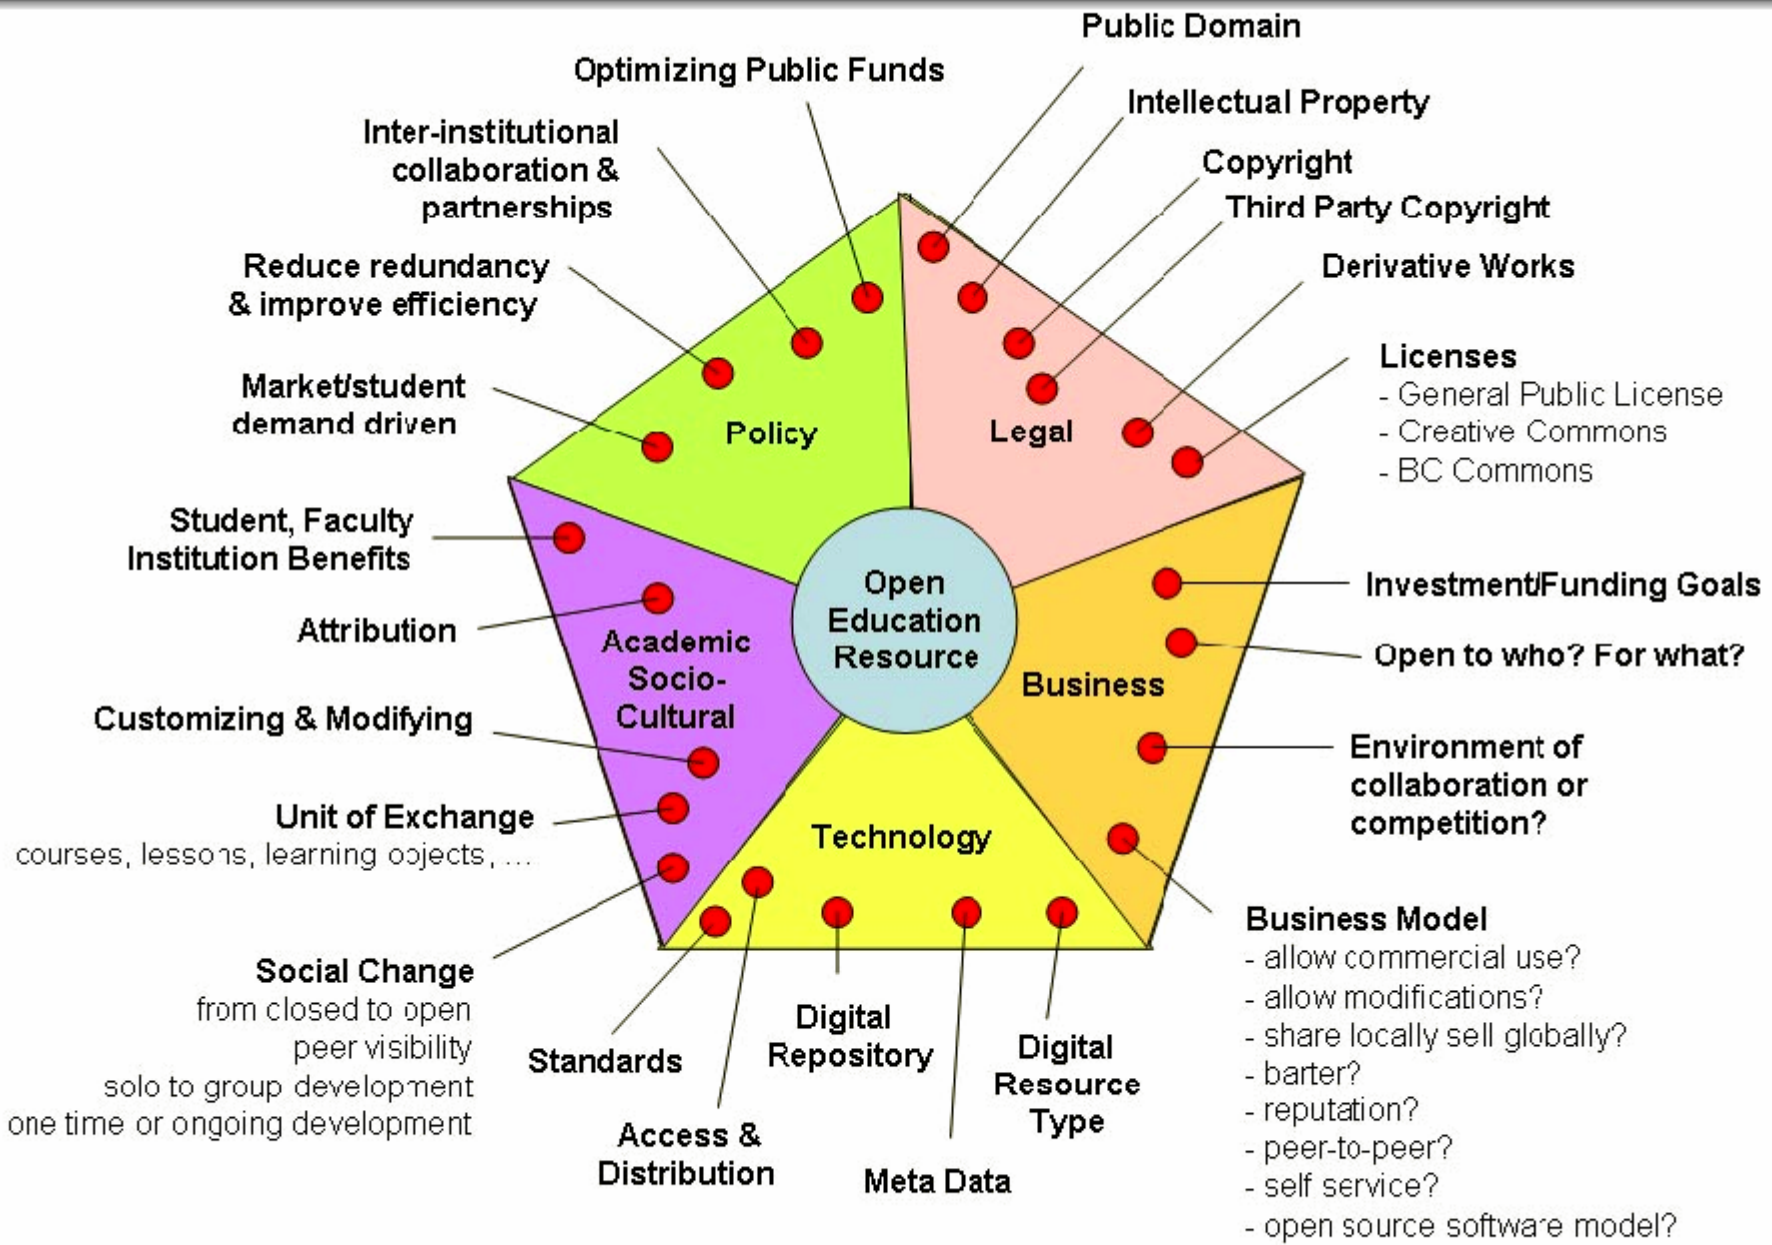 Public Domain
Optimizing Public Funds
Intellectual Property
Inter-institutional
collaboration &
partnerships
Copyright
Third Party Copyright
Reduce redundancy
& improve efficiency
Derivative Works
Market/student
demand driven
Licenses
- General Public License
- Creative Commons
- BC Commons
Policy
Legal
Student, Faculty
Institution Benefits
Attribution
Customizing & Modifying
Unit of Exchange
courses, lessons, learning objects, ...
Social Change
from closed to open
peer visibility
solo to group development
one time or ongoing development
Academic
Socio-
Cultural
Open
Education
Resource
Business
Investment/Funding Goals
Open to who? For what?
Environment of
collaboration or
competition?
Business Model
- allow commercial use?
- allow modifications?
- share locally sell globally?
- barter?
- reputation?
- peer-to-peer?
- self service?
- open source software model?
Technology
Standards
Access &
Distribution
Digital
Repository
Meta Data
Digital
Resource
Type